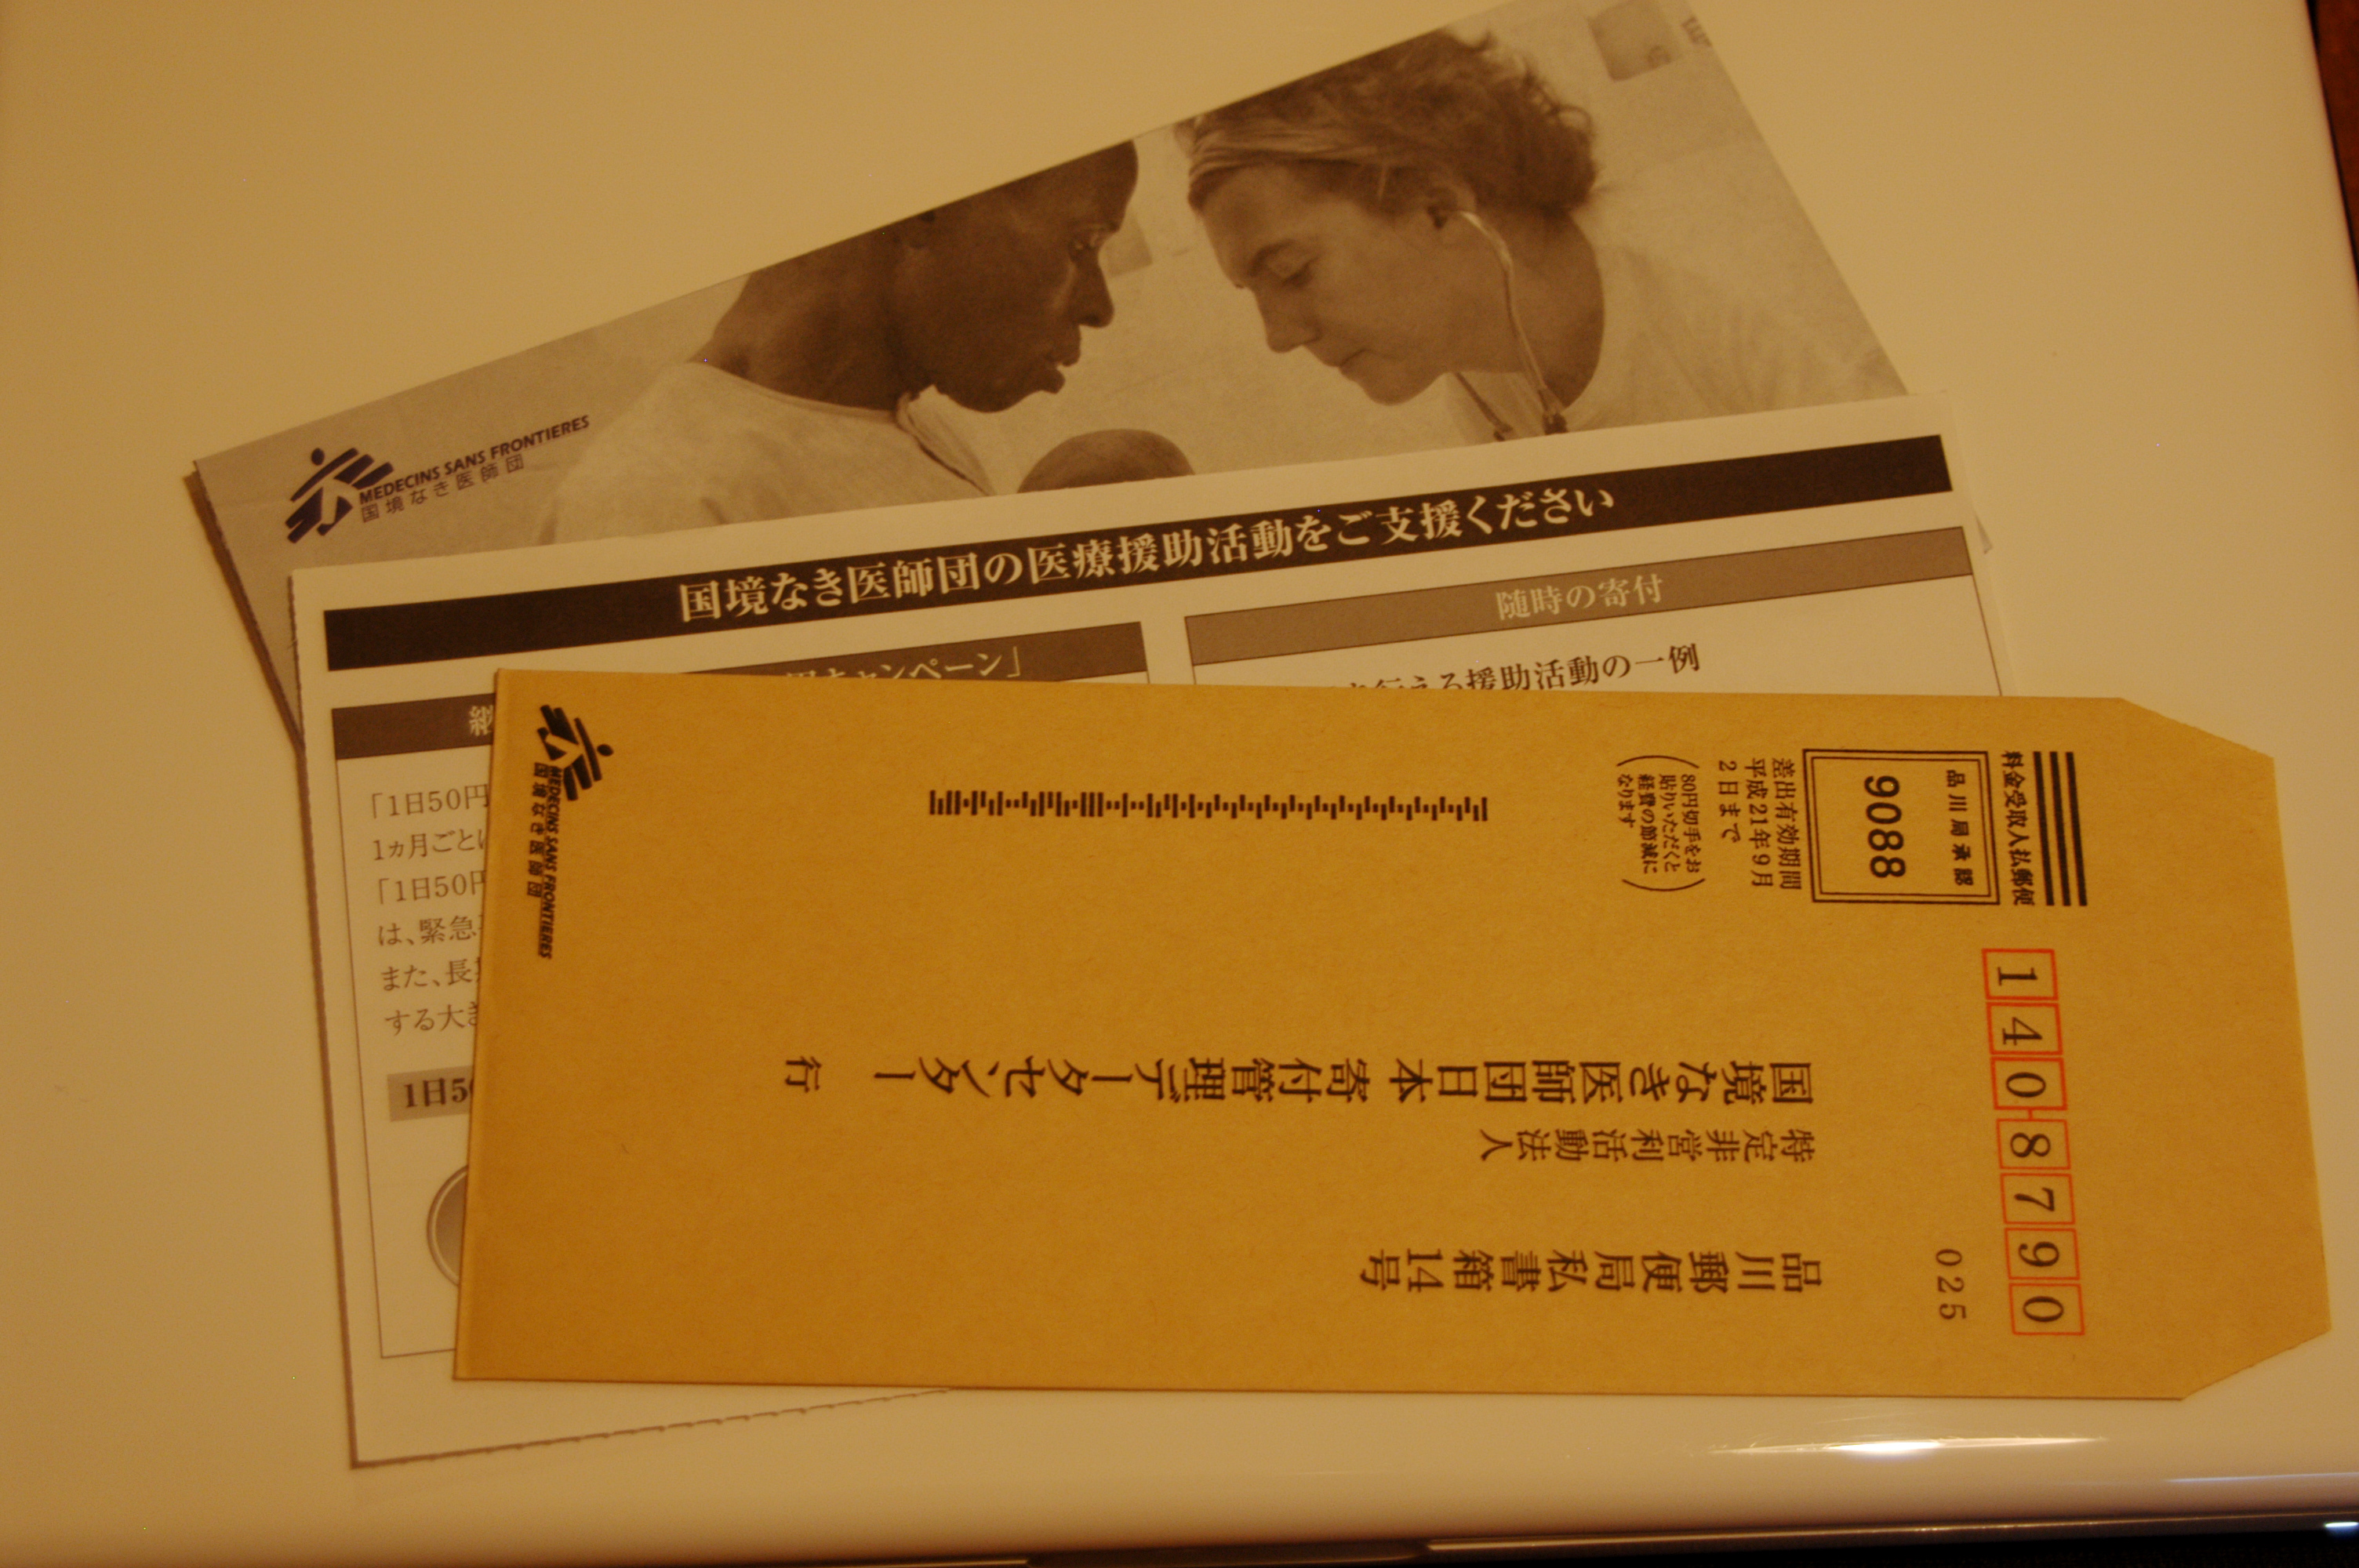 MEDECINS SANS FRONTIERES
国境なき医師団
国境なき医師団の医療援助活動をご支援ください
キャンペーン」
随時の寄付
援助活動の一例
「1日50円
1ヵ月ごとに
「1日50円
は、緊急
また、長
する大き
1日50
料金受取人払郵便
品川局承認
9088
差出有効期間
平成21年9月
2日まで
(80円切手をお
貼りいただくと
経費の節減に
なります)
140-8790
025
品川郵便局私書箱14号
特定非営利活動法人
国境なき医師団日本 寄付管理データセンター 行
MEDECINS SANS FRONTIERES
国境なき医師団